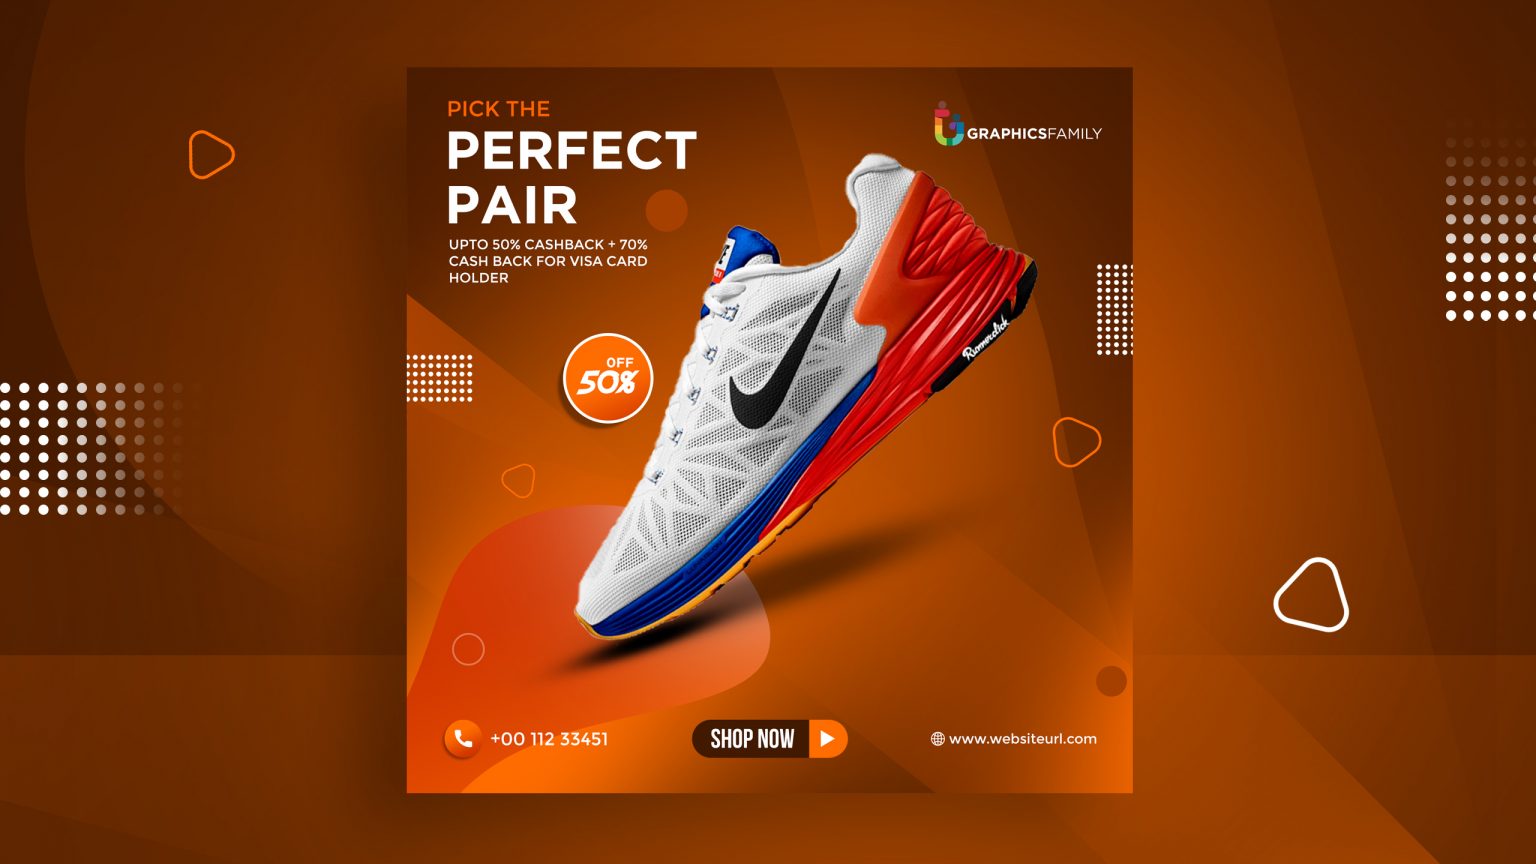 PICK THE
PERFECT
PAIR
UPTO 50% CASHBACK + 70%
CASH BACK FOR VISA CARD
HOLDER
GRAPHICSFAMILY
OFF
50%
+00 112 33451
SHOP NOW
www.websiteurl.com